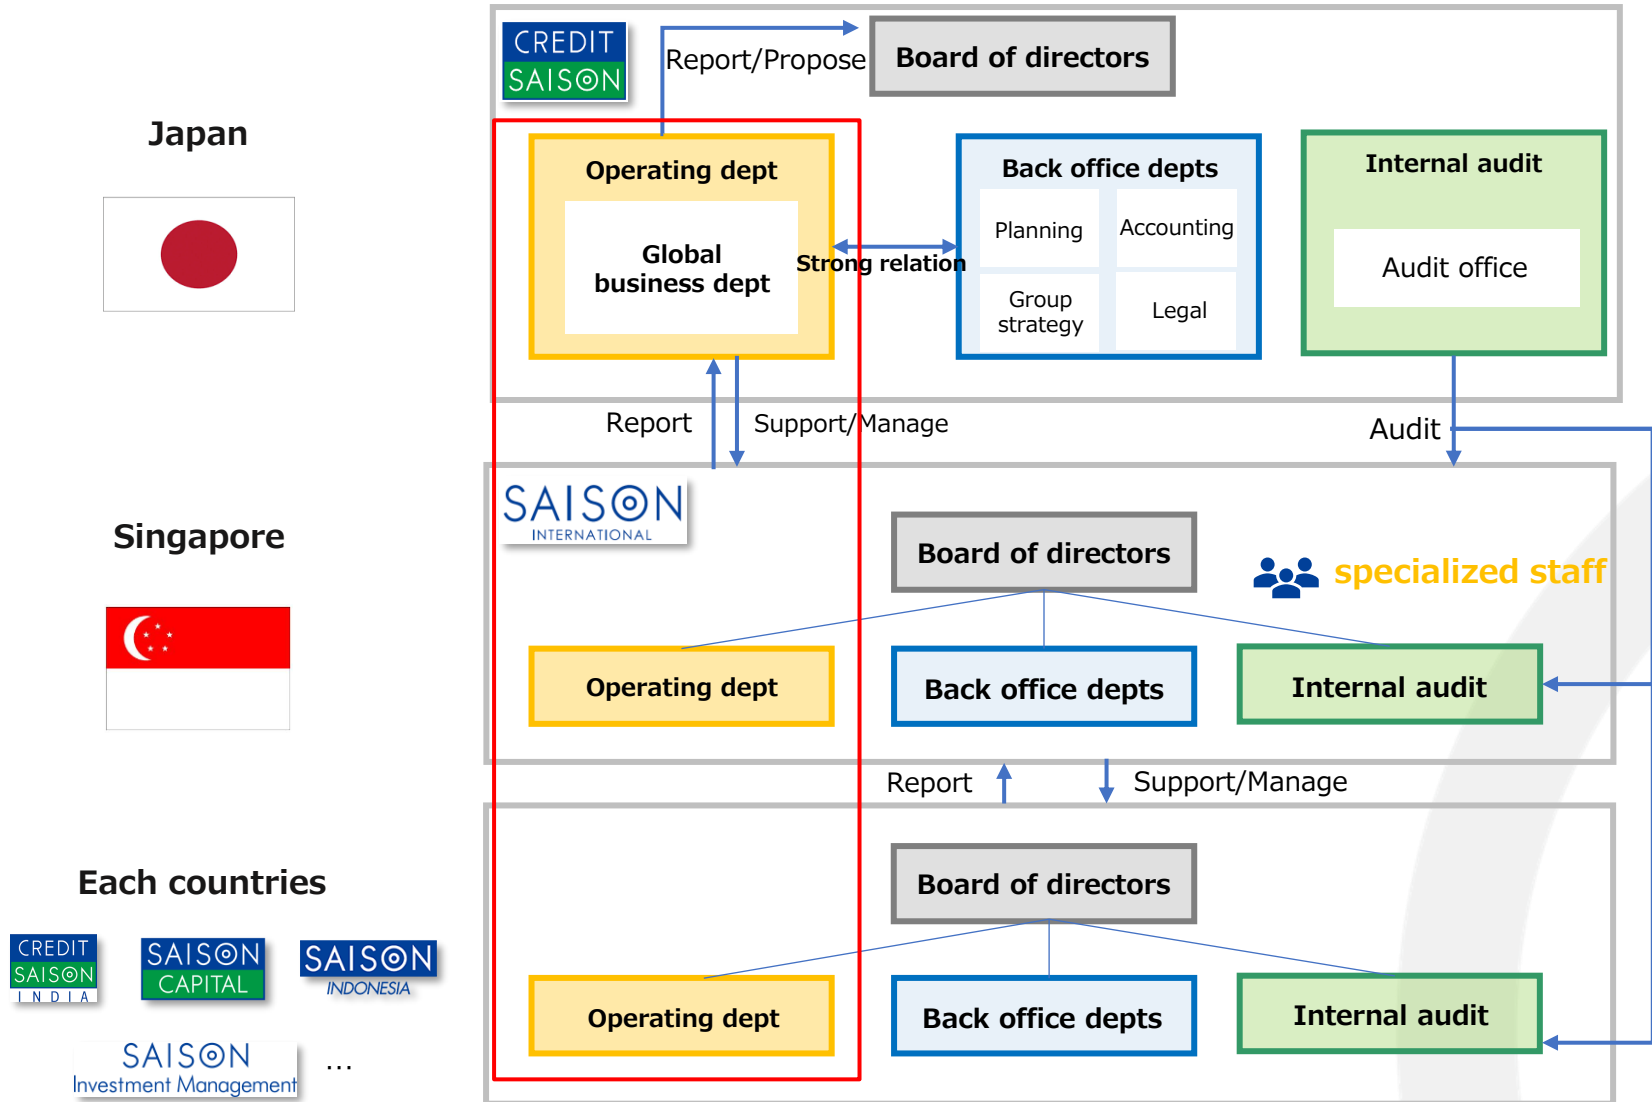 CREDIT
SAISON
Report/Propose
Board of directors
Japan
Operating dept
Global
business dept
Strong relation
Back office depts
Planning
Accounting
Group
strategy
Legal
Internal audit
Audit office
Report
Support/Manage
Audit
Singapore
SAISON
INTERNATIONAL
Board of directors
specialized staff
Operating dept
Back office depts
Internal audit
Report
Support/Manage
Each countries
CREDIT
SAISON
INDIA
SAISON
CAPITAL
SAISON
INDONESIA
SAISON
Investment Management
...
Board of directors
Operating dept
Back office depts
Internal audit